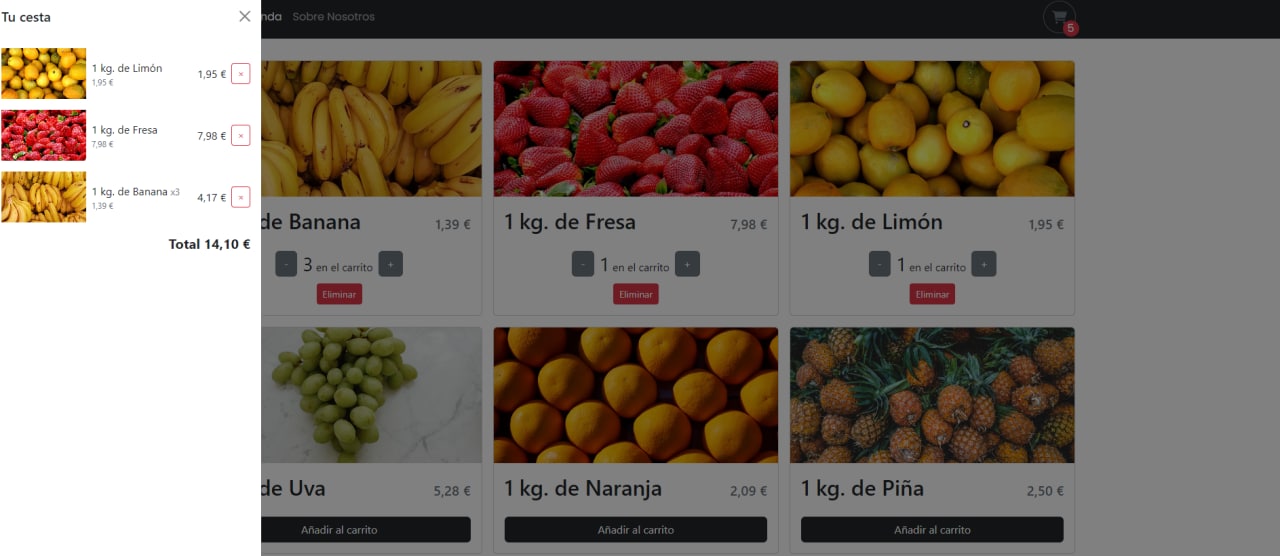 Tu cesta
1 kg. de Limón
1,95 €
1,95 €
×
1 kg. de Fresa
7,98 €
7,98 €
×
1 kg. de Banana x3
1,39 €
4,17 €
×
Total 14,10 €
nda Sobre Nosotros
5
de Banana 1,39 €
- 3 en el carrito +
Eliminar
1 kg. de Fresa 7,98 €
- 1 en el carrito +
Eliminar
1 kg. de Limón 1,95 €
- 1 en el carrito +
Eliminar
de Uva 5,28 €
Añadir al carrito
1 kg. de Naranja 2,09 €
Añadir al carrito
1 kg. de Piña 2,50 €
Añadir al carrito